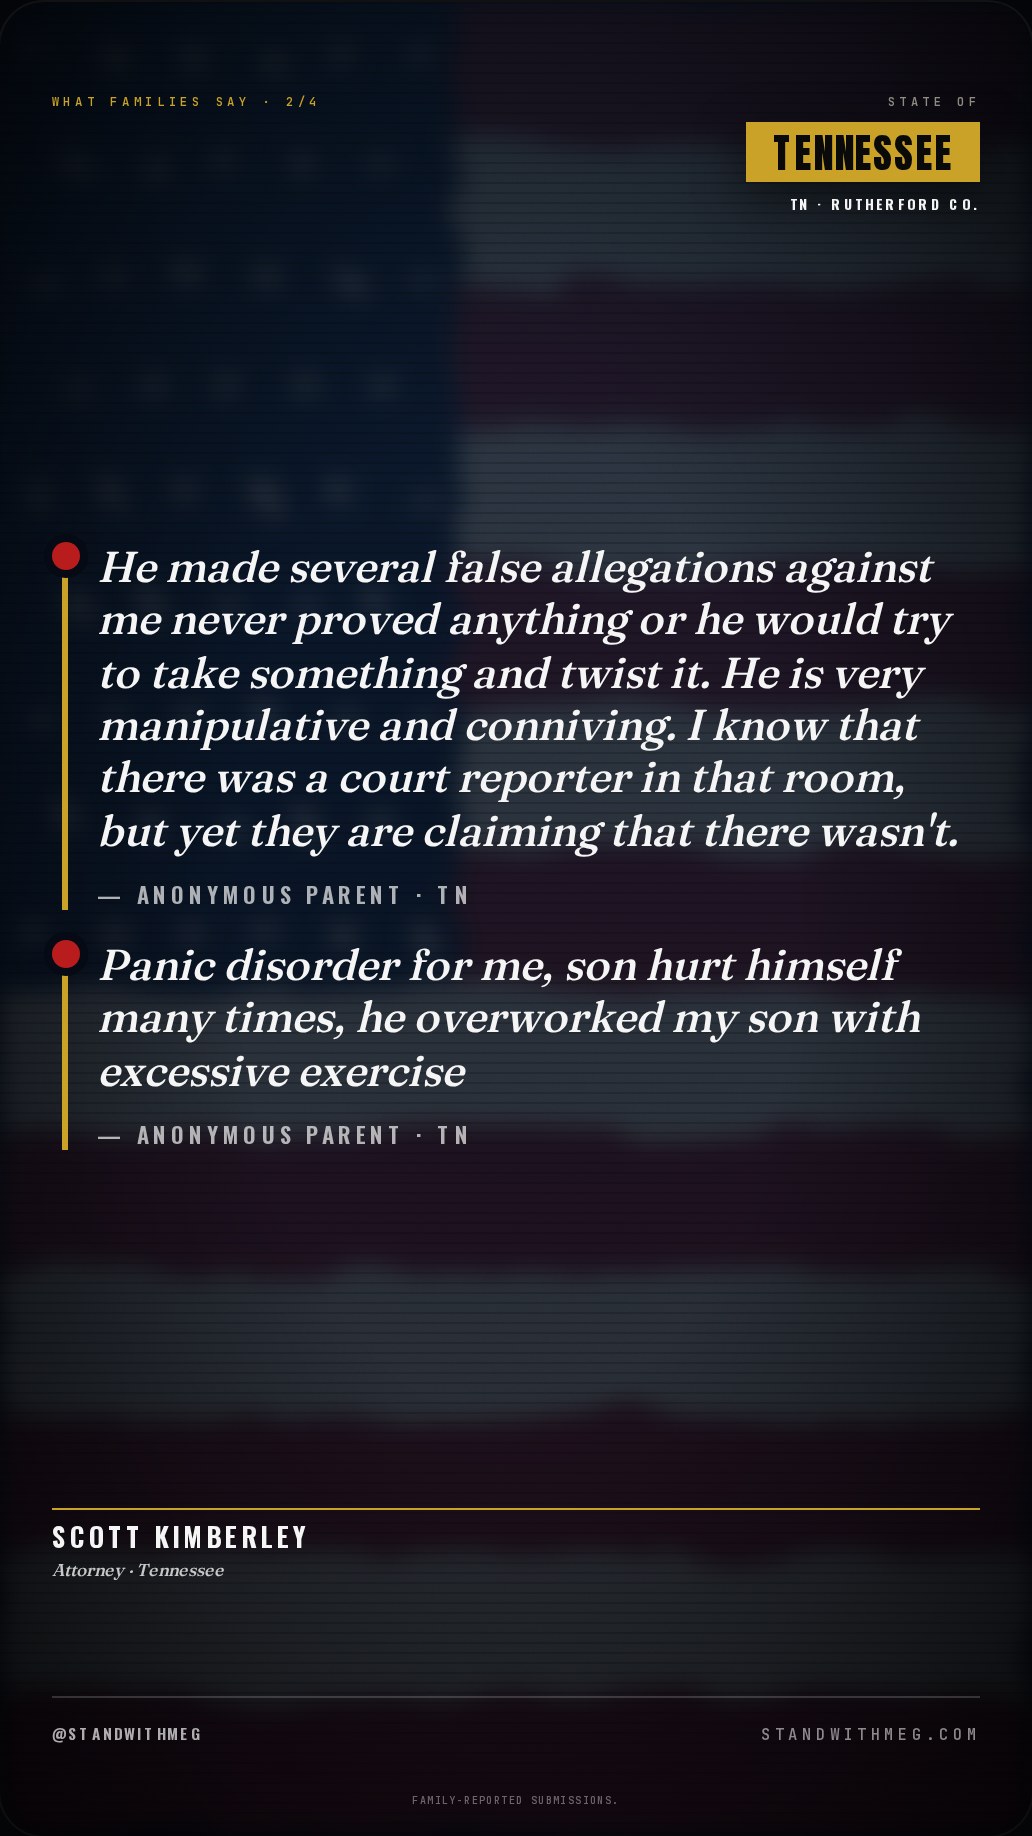 WHAT FAMILIES SAY · 2/4
STATE OF
TENNESSEE
TN · RUTHERFORD CO.
He made several false allegations against
me never proved anything or he would try
to take something and twist it. He is very
manipulative and conniving. I know that
there was a court reporter in that room,
but yet they are claiming that there wasn't.
— ANONYMOUS PARENT · TN
Panic disorder for me, son hurt himself
many times, he overworked my son with
excessive exercise
— ANONYMOUS PARENT · TN
SCOTT KIMBERLEY
Attorney · Tennessee
@STANDWITHMEG
STANDWITHMEG.COM
FAMILY-REPORTED SUBMISSIONS.